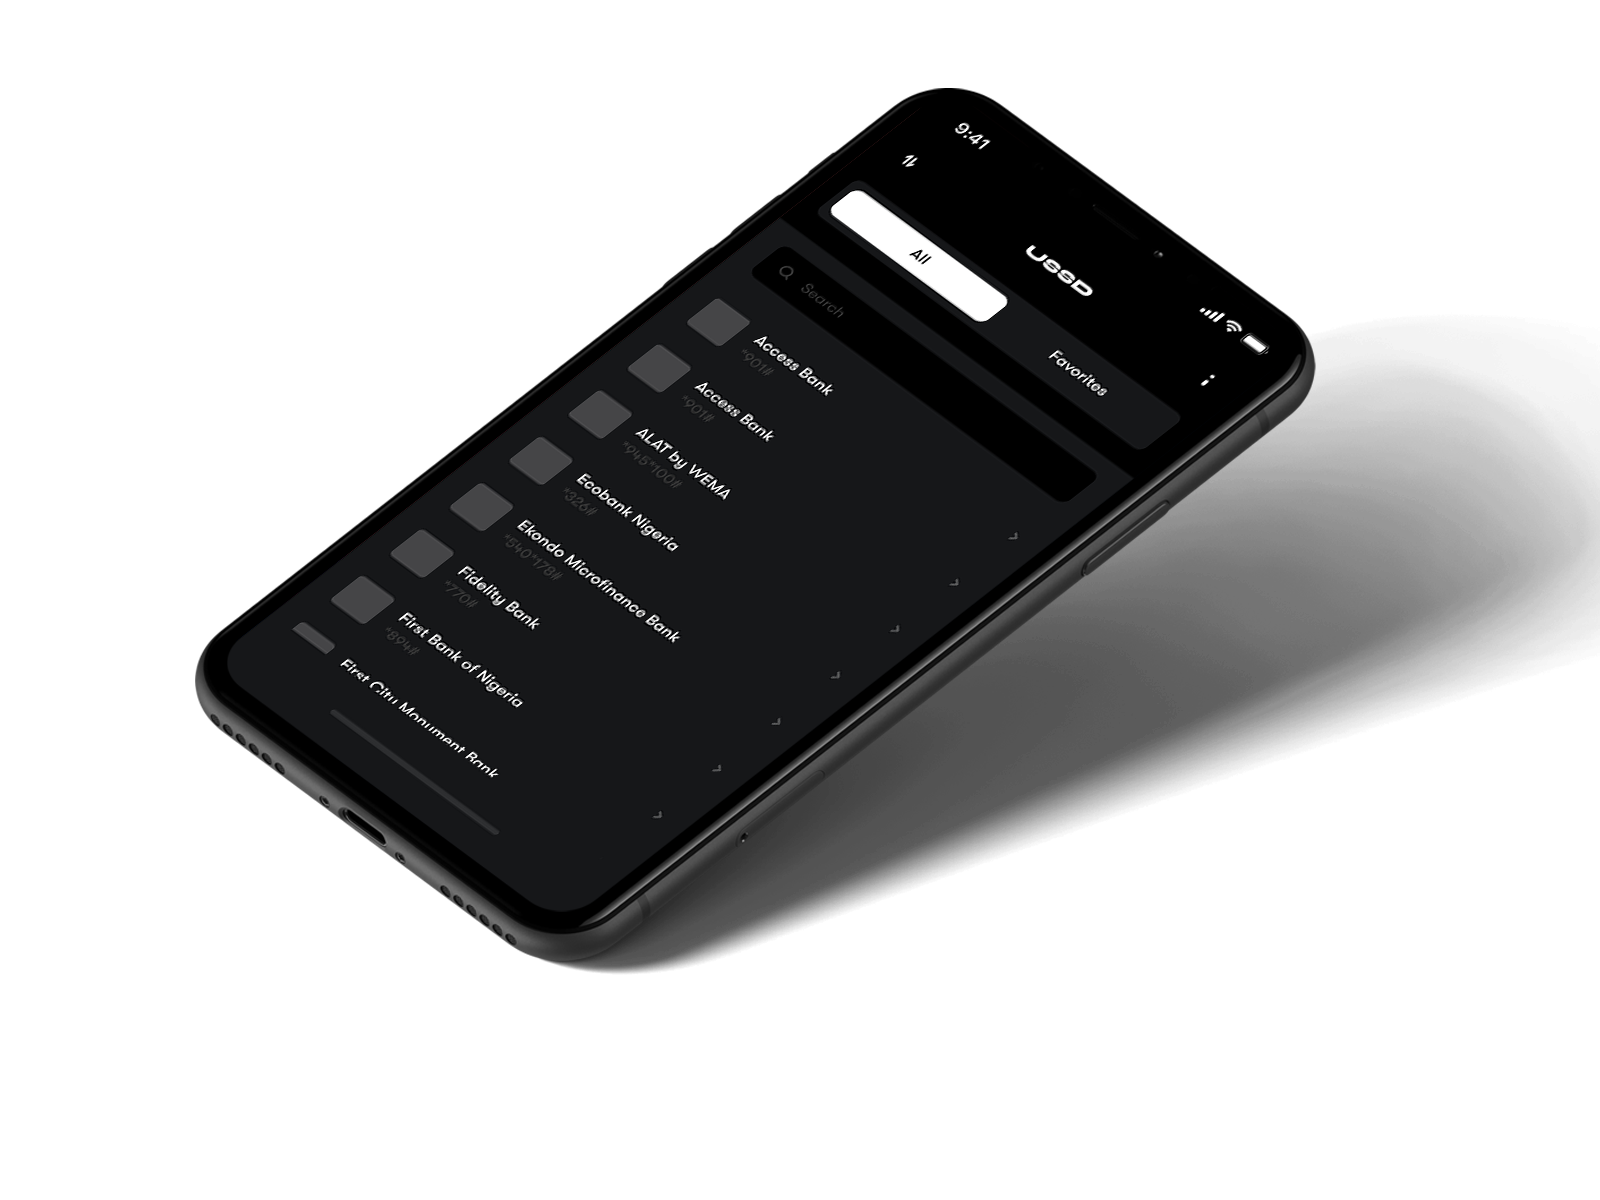 9:41
USSD
All
Favorites
Search
Access Bank
*901#
Access Bank
*901#
ALAT by WEMA
*945*100#
Ecobank Nigeria
*326#
Ekondo Microfinance Bank
*540*178#
Fidelity Bank
*770#
First Bank of Nigeria
*894#
First City Monument Bank